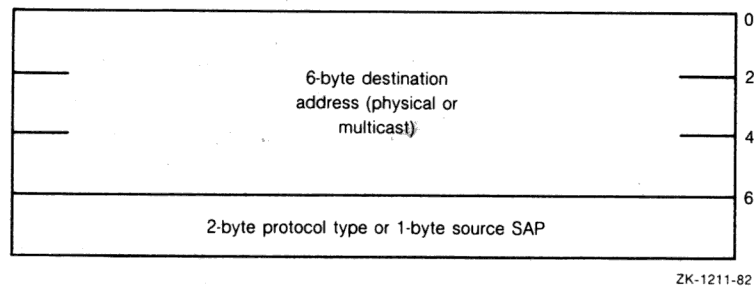 0
2
6-byte destination
address (physical or
multicast)
4
6
2-byte protocol type or 1-byte source SAP
ZK-1211-82